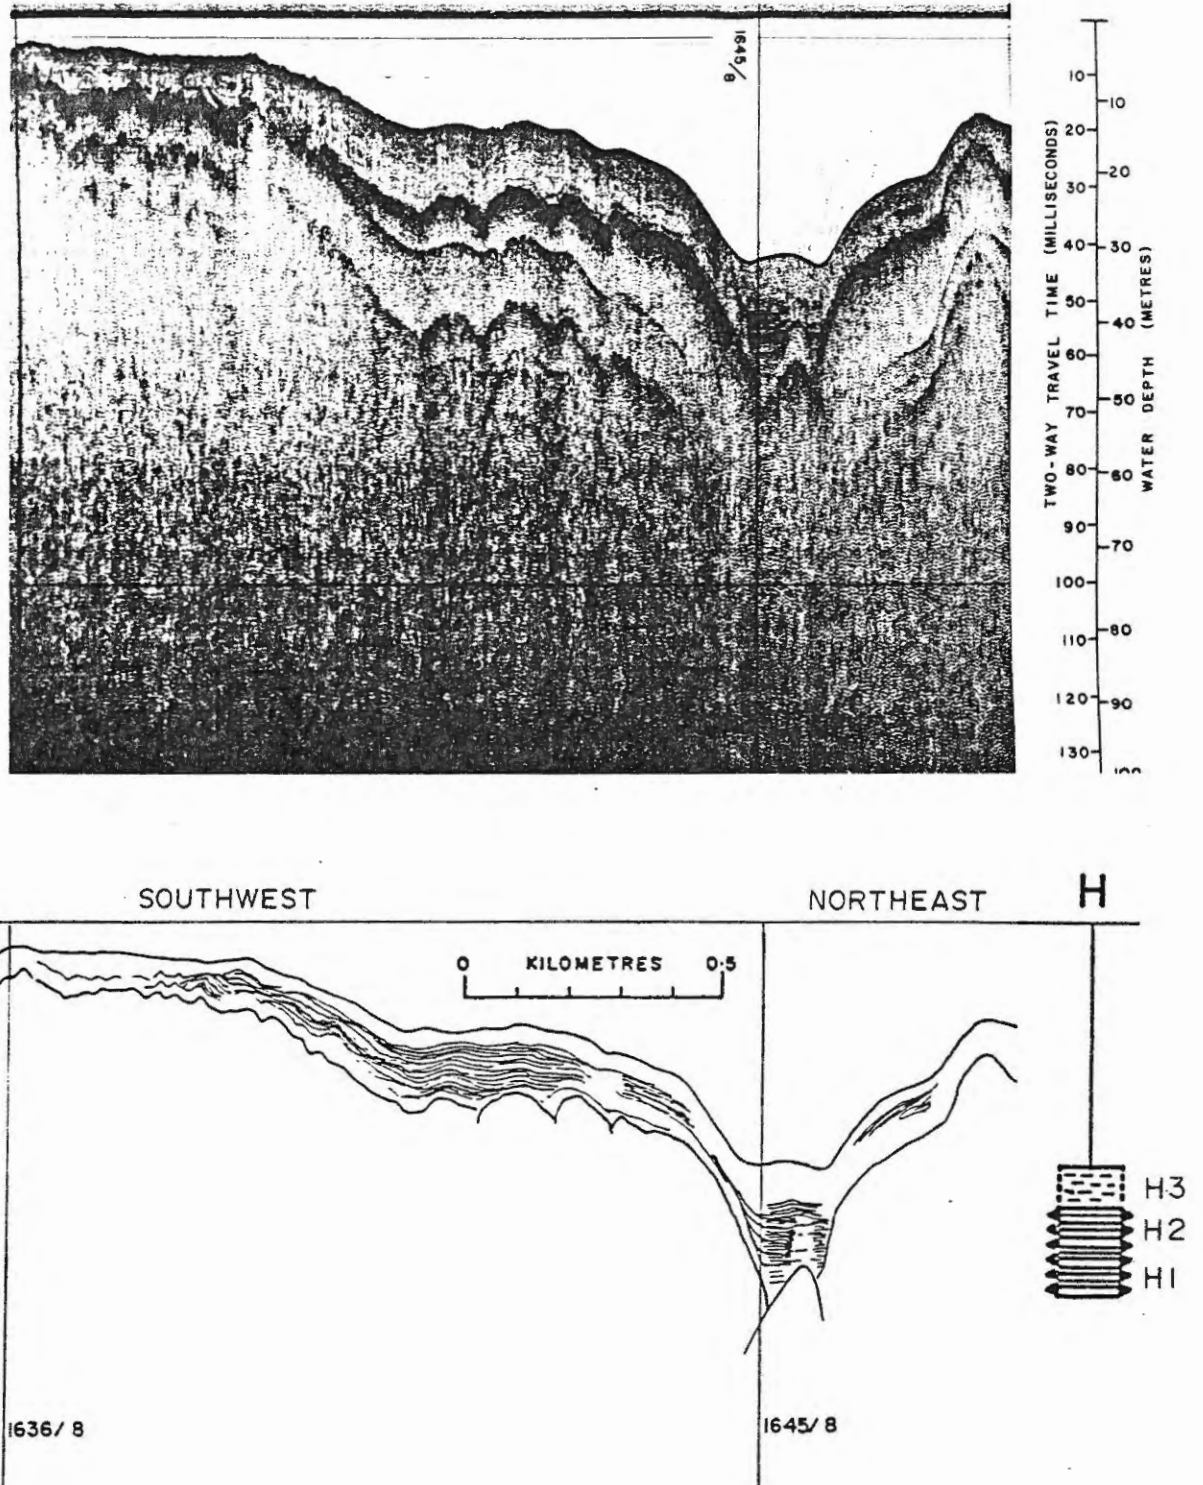 1645/8
TWO-WAY TRAVEL TIME (MILLISECONDS)
10
20
30
40
50
60
70
80
90
100
110
120
130
10
20
30
40
50
60
70
80
90
100
WATER DEPTH (METRES)
SOUTHWEST
NORTHEAST
H
0 KILOMETRES 0.5
H3
H2
H1
1636/8
1645/8